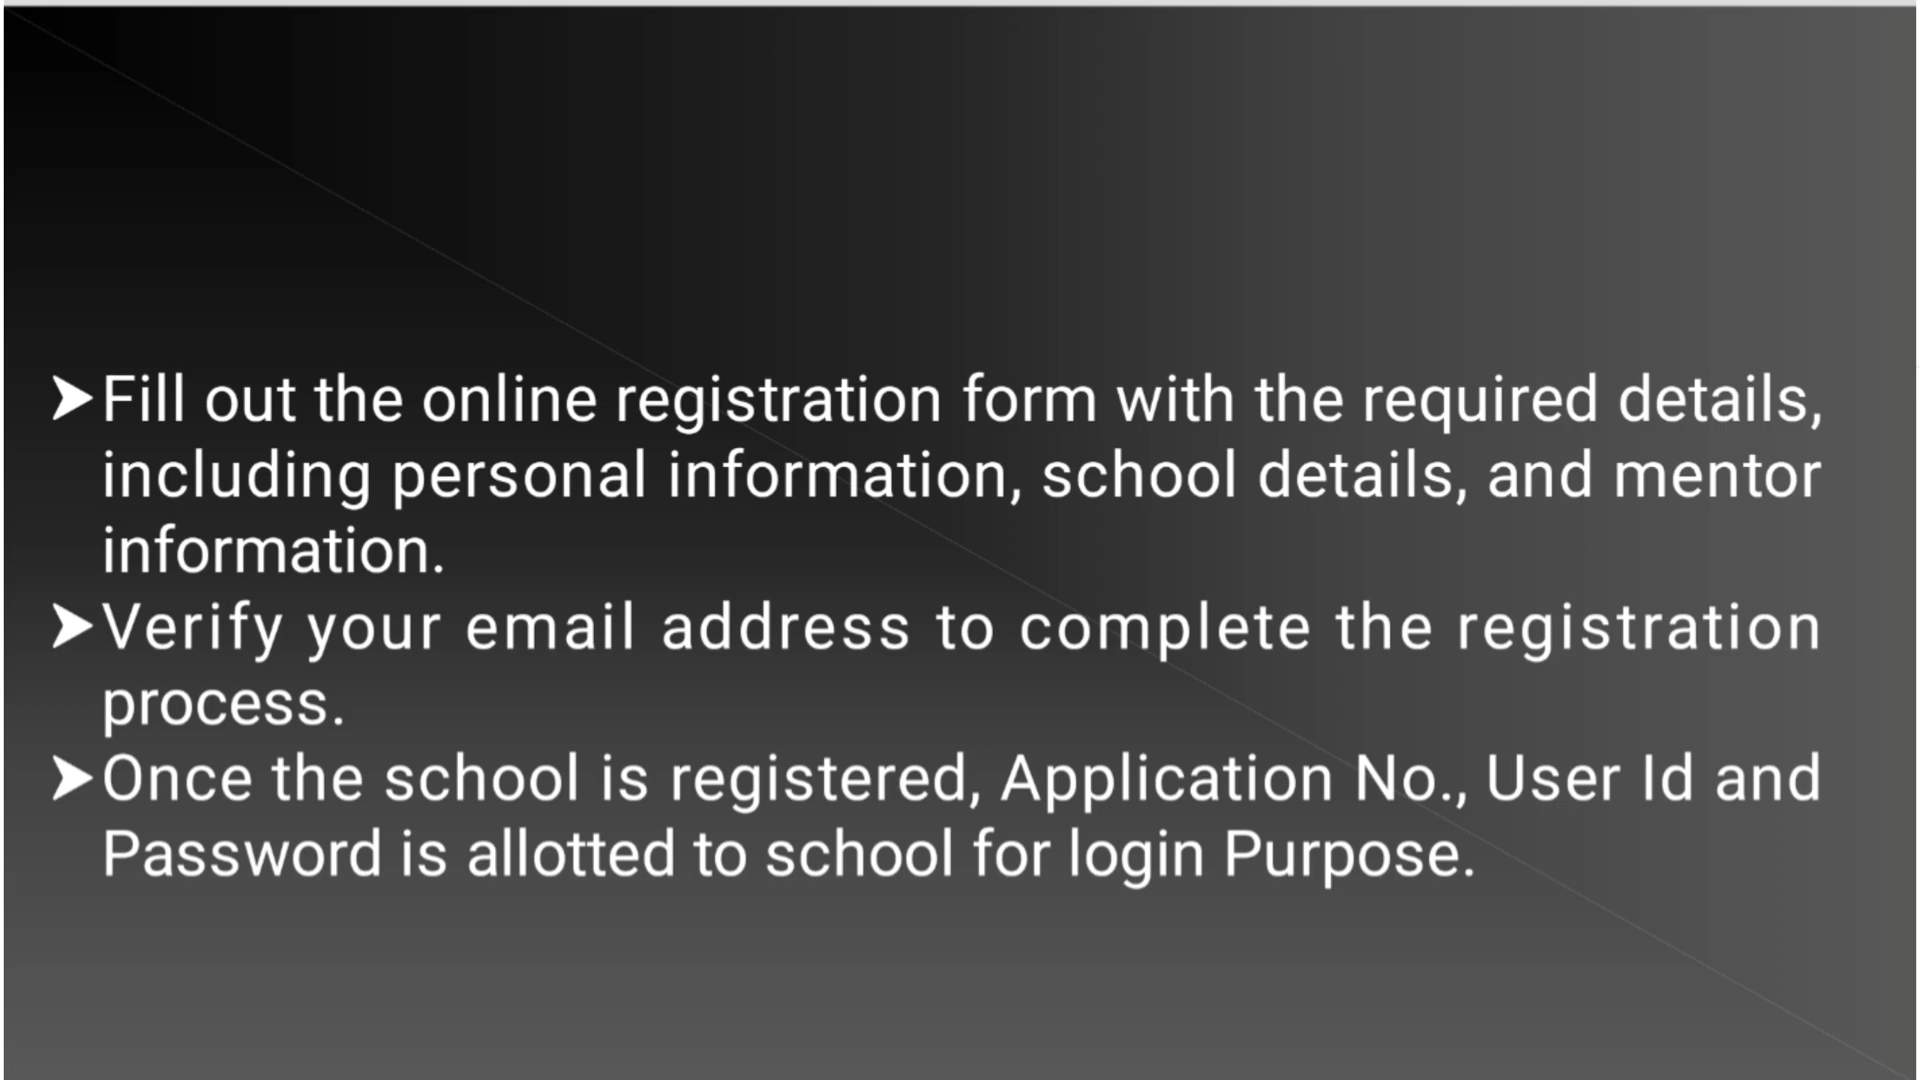 ➤Fill out the online registration form with the required details,
including personal information, school details, and mentor
information.
➤Verify your email address to complete the registration
process.
➤Once the school is registered, Application No., User Id and
Password is allotted to school for login Purpose.